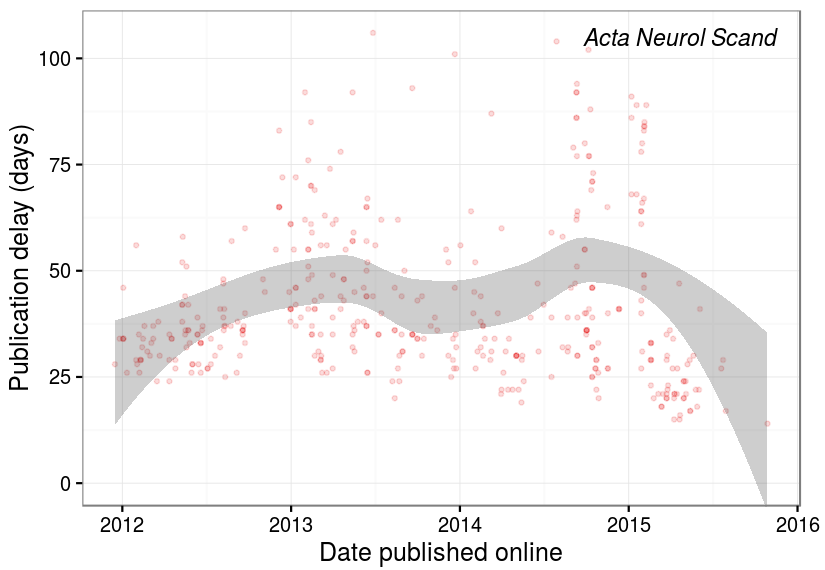 Acta Neurol Scand
100
75
50
25
0
Publication delay (days)
2012 2013 2014 2015 2016
Date published online